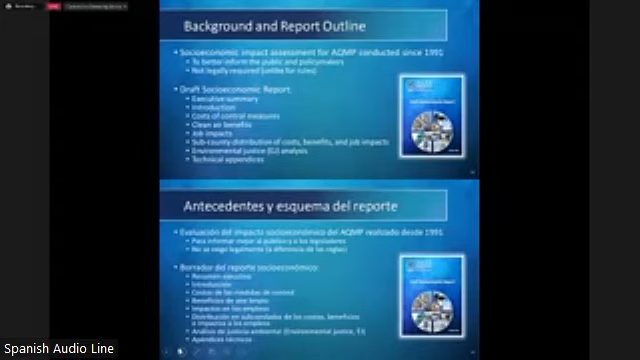 Background and Report Outline
• Socioeconomic impact assessment for AQMP conducted since 1991
• To better inform the public and policymakers
• Not legally required (unlike for rules)
• Draft Socioeconomic Report:
• Executive summary
• Introduction
• Costs of control measures
• Clean air benefits
• Job impacts
• Sub-county distribution of costs, benefits, and job impacts
• Environmental justice (EJ) analysis
• Technical appendices
Antecedentes y esquema del reporte
• Evaluación del impacto socioeconómico del AQMP realizado desde 1991
• Para informar mejor al público y a los legisladores
• No se exige legalmente (a diferencia de las reglas)
• Borrador del reporte socioeconómico:
• Resumen ejecutivo
• Introducción
• Costos de las medidas de control
• Beneficios de aire limpio
• Impactos en los empleos
• Distribución en subcondados de los costos, beneficios
e impactos a los empleos
• Análisis de justicia ambiental (Environmental justice, EJ)
• Apéndices técnicos
Spanish Audio Line